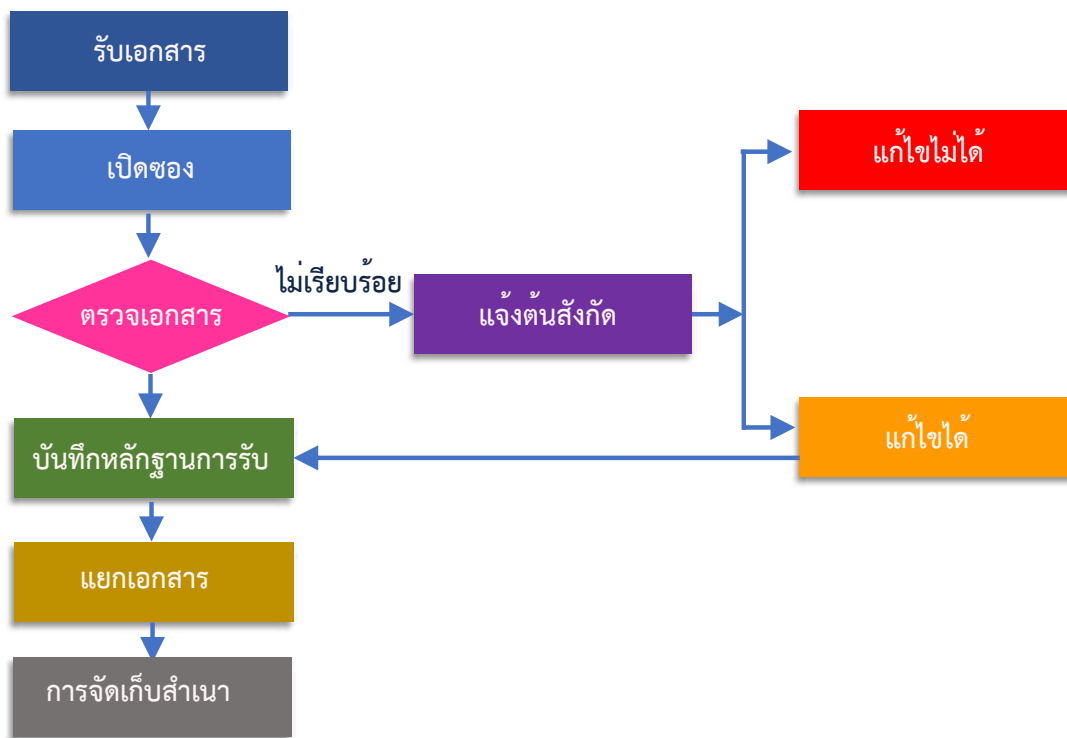 รับเอกสาร
เปิดซอง
แก้ไขไม่ได้
ไม่เรียบร้อย
ตรวจเอกสาร
แจ้งต้นสังกัด
แก้ไขได้
บันทึกหลักฐานการรับ
แยกเอกสาร
การจัดเก็บสำเนา